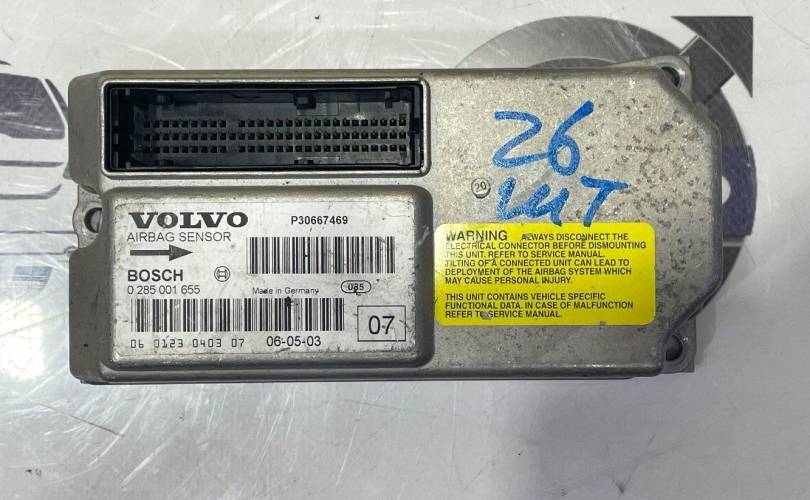 26
20
VOLVO
P30667469
AIRBAG SENSOR
BOSCH
0 285 001 655
Made in Germany
085
06 0123 0403 07
06-05-03
07
WARNING ALWAYS DISCONNECT THE
ELECTRICAL CONNECTOR BEFORE DISMOUNTING
THIS UNIT. REFER TO SERVICE MANUAL.
TILTING OF A CONNECTED UNIT CAN LEAD TO
DEPLOYMENT OF THE AIRBAG SYSTEM WHICH
MAY CAUSE PERSONAL INJURY.
THIS UNIT CONTAINS VEHICLE SPECIFIC
FUNCTIONAL DATA. IN CASE OF MALFUNCTION
REFER TO SERVICE MANUAL.